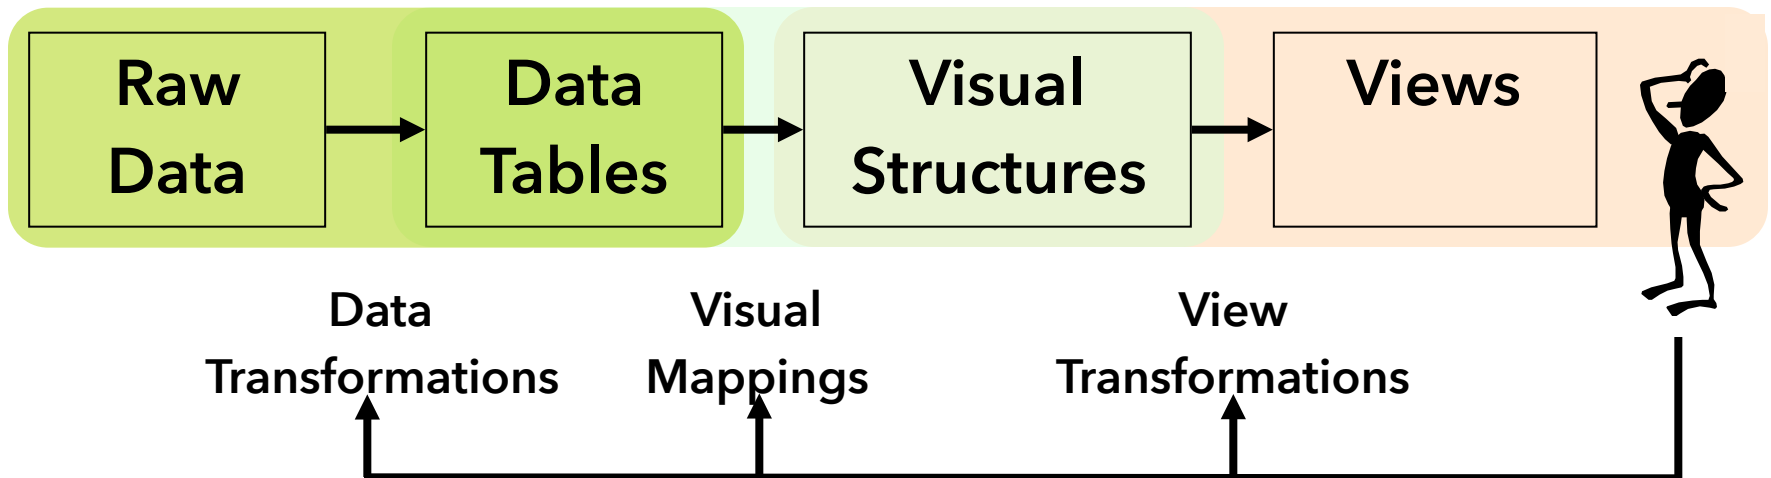 Raw
Data
Data
Tables
Visual
Structures
Views
Data
Transformations
Visual
Mappings
View
Transformations